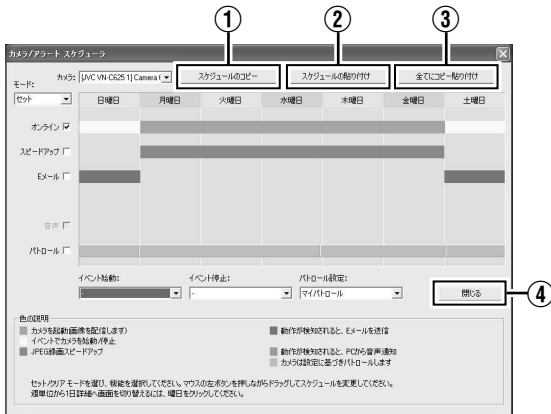 ① ② ③
カメラ/アラート スケジューラ
カメラ: [JVC VN-C625 1] Camera 6 スケジュールのコピー スケジュールの貼り付け 全てにコピー貼り付け
モード:
セット 日曜日 月曜日 火曜日 水曜日 木曜日 金曜日 土曜日
オンライン
スピードアップ
Eメール
音声
パトロール
イベント始動: イベント停止: パトロール設定:
- マイパトロール 閉じる ④
色の説明
カメラを起動(画像を配信します) 動作が検知されると、Eメールを送信
イベントでカメラを始動/停止
JPEG録画スピードアップ 動作が検知されると、PCから音声通知
カメラは設定に基づきパトロールします
セット/クリア モードを選び、機能を選択してください。マウスの左ボタンを押しながらドラッグしてスケジュールを変更してください。
週単位から1日詳細へ画面を切り替えるには、曜日をクリックしてください。